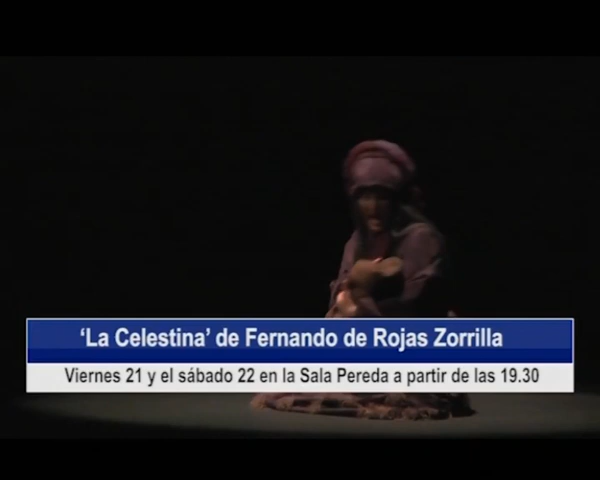 ‘La Celestina’ de Fernando de Rojas Zorrilla
Viernes 21 y el sábado 22 en la Sala Pereda a partir de las 19.30